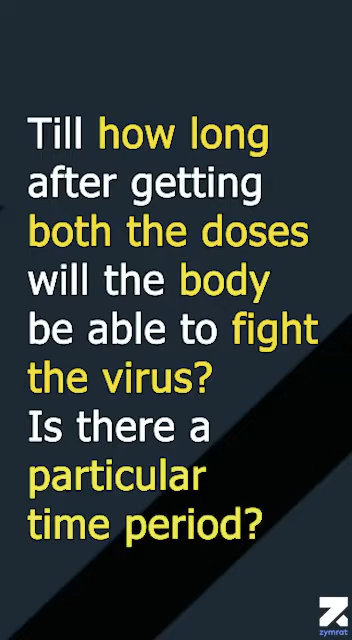 Till how long
after getting
both the doses
will the body
be able to fight
the virus?
Is there a
particular
time period?
zymrat